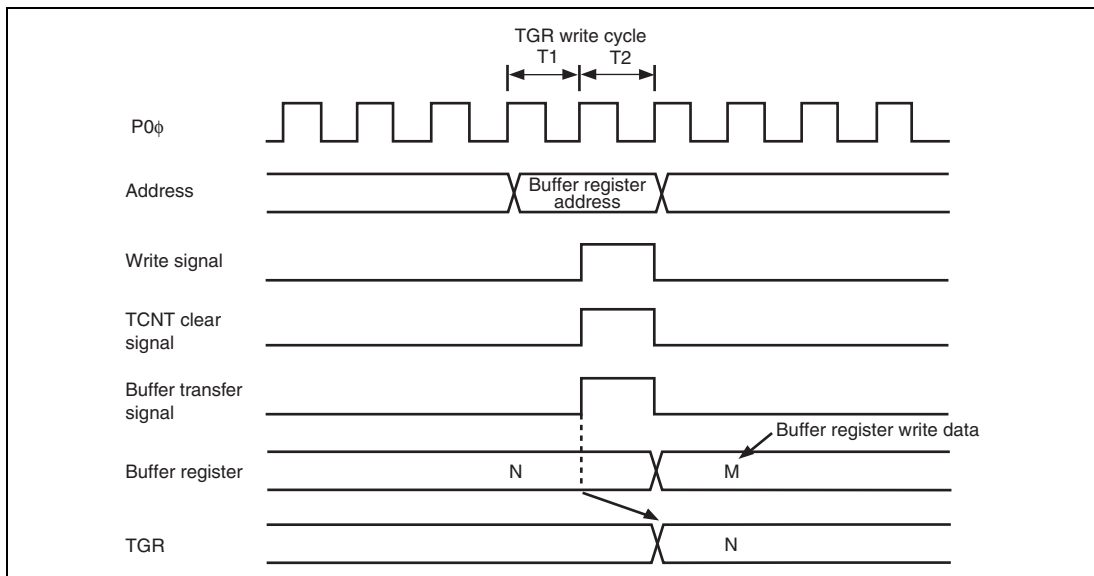 TGR write cycle
T1
T2
P0ϕ
Address
Buffer register
address
Write signal
TCNT clear
signal
Buffer transfer
signal
Buffer register write data
Buffer register
N
M
TGR
N